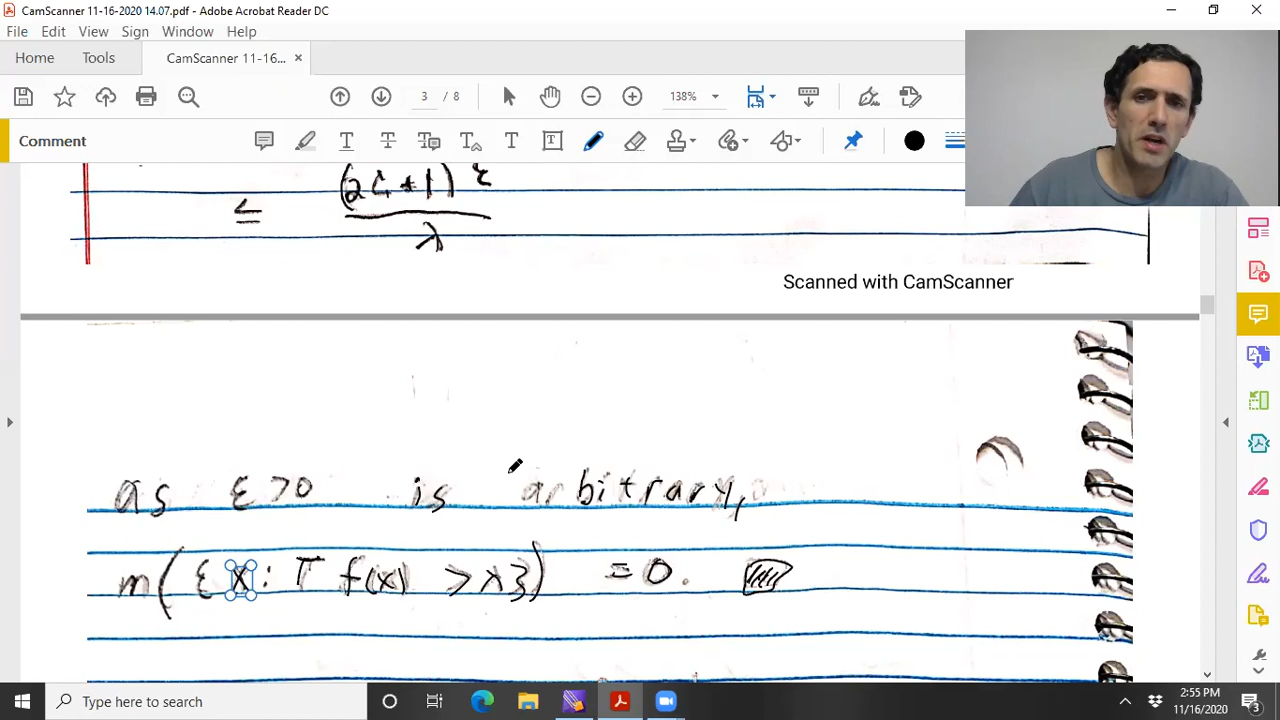 CamScanner 11-16-2020 14.07.pdf - Adobe Acrobat Reader DC
File Edit View Sign Window Help
Home Tools CamScanner 11-16... ×
3 / 8 138%
Comment
≤ (2C+1) ε / λ
Scanned with CamScanner
as ε>0 is arbitrary,
m({x: T f(x) > λ}) = 0.
Type here to search
2:55 PM
11/16/2020
3